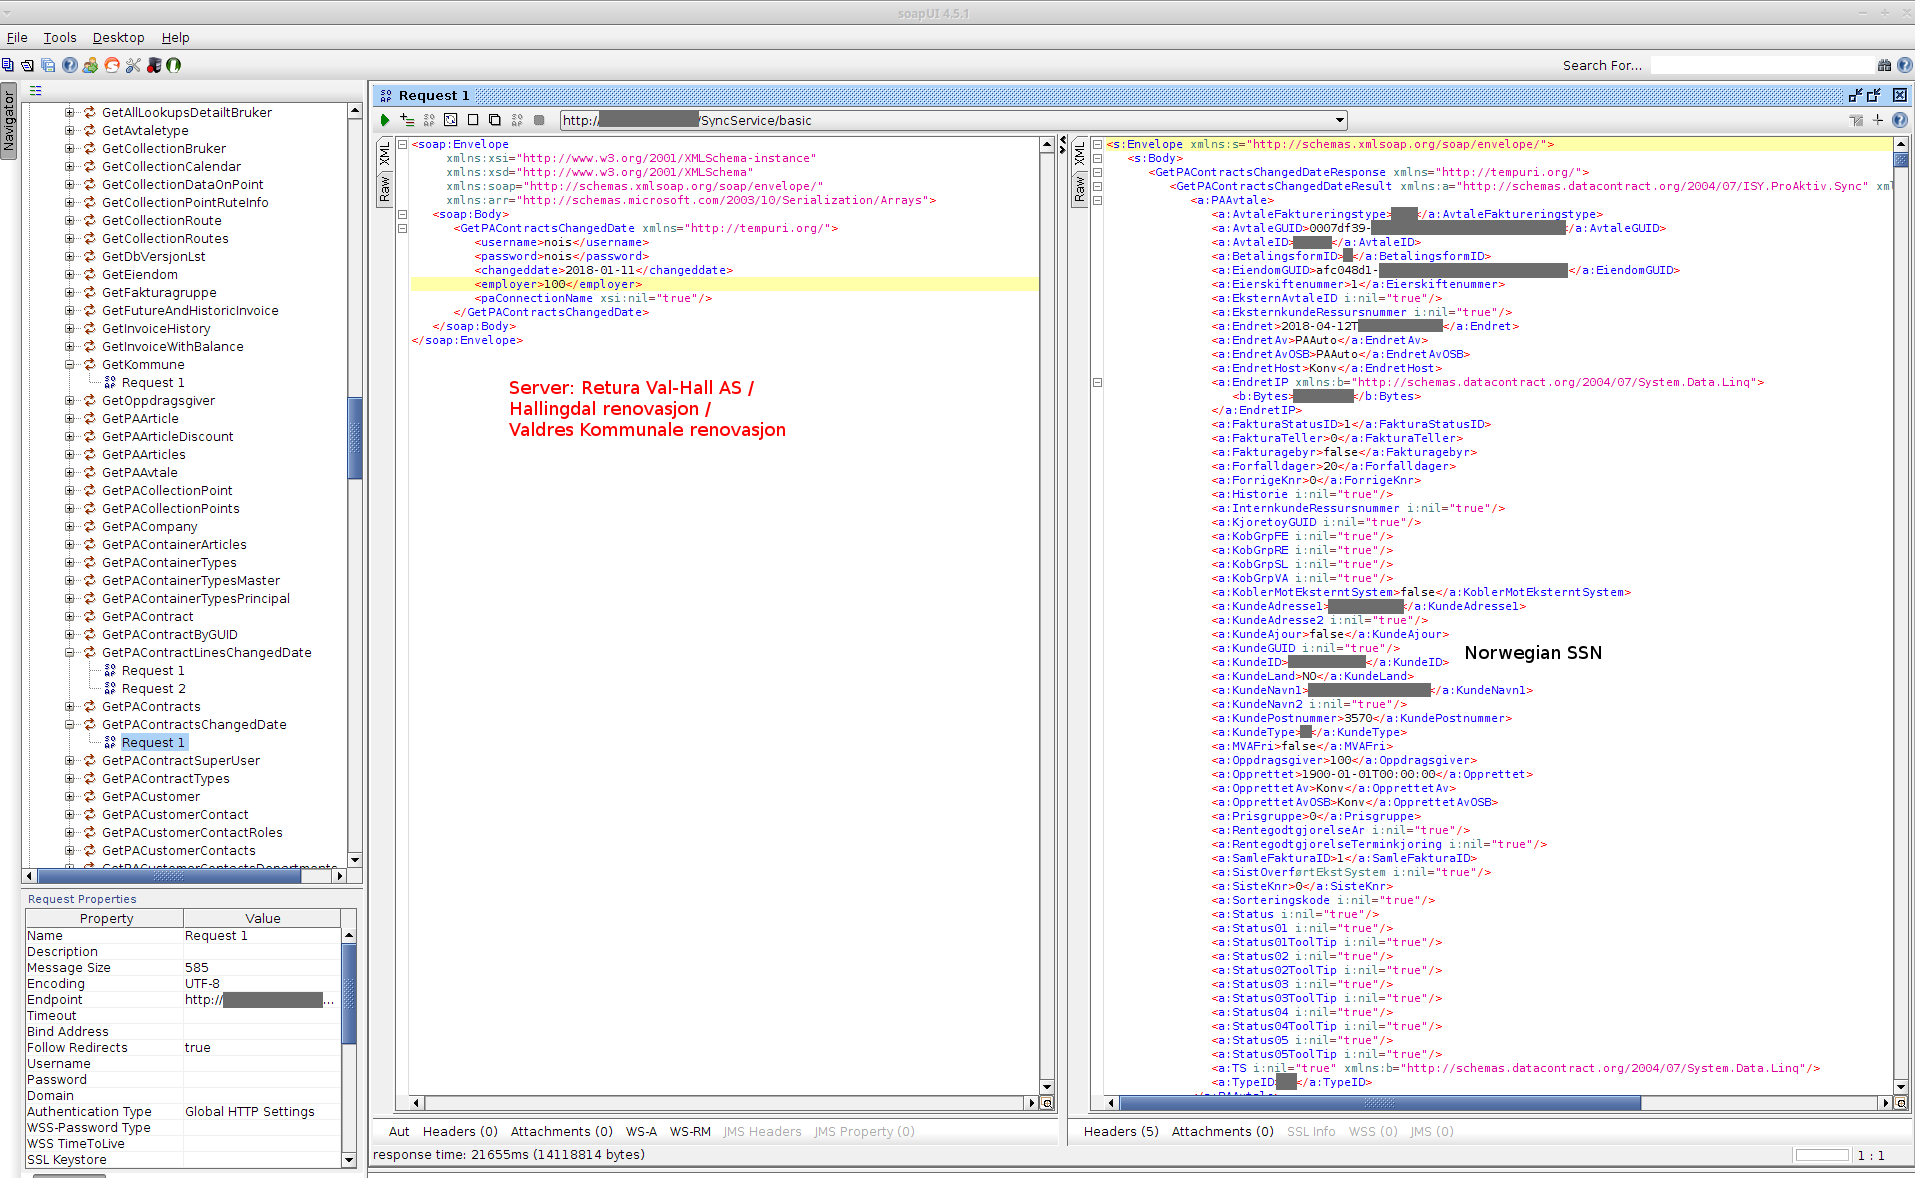 soapUI 4.5.1
File Tools Desktop Help
Search For...
Navigator
GetAllLookupsDetailtBruker
GetAvtaletype
GetCollectionBruker
GetCollectionCalendar
GetCollectionDataOnPoint
GetCollectionPointRuteInfo
GetCollectionRoute
GetCollectionRoutes
GetDbVersjonLst
GetEiendom
GetFakturagruppe
GetFutureAndHistoricInvoice
GetInvoiceHistory
GetInvoiceWithBalance
GetKommune
Request 1
GetOppdragsgiver
GetPAArticle
GetPAArticleDiscount
GetPAArticles
GetPAAvtale
GetPACollectionPoint
GetPACollectionPoints
GetPACompany
GetPAContainerArticles
GetPAContainerTypes
GetPAContainerTypesMaster
GetPAContainerTypesPrincipal
GetPAContract
GetPAContractByGUID
GetPAContractLinesChangedDate
Request 1
Request 2
GetPAContracts
GetPAContractsChangedDate
Request 1
GetPAContractSuperUser
GetPAContractTypes
GetPACustomer
GetPACustomerContact
GetPACustomerContactRoles
GetPACustomerContacts
GetPACustomerContactsDepartments
Request Properties
Property Value
Name Request 1
Description
Message Size 585
Encoding UTF-8
Endpoint http:// ...
Timeout
Bind Address
Follow Redirects true
Username
Password
Domain
Authentication Type Global HTTP Settings
WSS-Password Type
WSS TimeToLive
SSL Keystore
Request 1
http:// /SyncService/basic
XML
Raw
<soap:Envelope
xmlns:xsi="http://www.w3.org/2001/XMLSchema-instance"
xmlns:xsd="http://www.w3.org/2001/XMLSchema"
xmlns:soap="http://schemas.xmlsoap.org/soap/envelope/"
xmlns:arr="http://schemas.microsoft.com/2003/10/Serialization/Arrays">
<soap:Body>
<GetPAContractsChangedDate xmlns="http://tempuri.org/">
<username>nois</username>
<password>nois</password>
<changeddate>2018-01-11</changeddate>
<employer>100</employer>
<paConnectionName xsi:nil="true"/>
</GetPAContractsChangedDate>
</soap:Body>
</soap:Envelope>
Server: Retura Val-Hall AS /
Hallingdal renovasjon /
Valdres Kommunale renovasjon
Aut Headers (0) Attachments (0) WS-A WS-RM JMS Headers JMS Property (0)
response time: 21655ms (14118814 bytes)
XML
Raw
<s:Envelope xmlns:s="http://schemas.xmlsoap.org/soap/envelope/">
<s:Body>
<GetPAContractsChangedDateResponse xmlns="http://tempuri.org/">
<GetPAContractsChangedDateResult xmlns:a="http://schemas.datacontract.org/2004/07/ISY.ProAktiv.Sync" xml
<a:PAAvtale>
<a:AvtaleFaktureringstype> </a:AvtaleFaktureringstype>
<a:AvtaleGUID>0007df39- </a:AvtaleGUID>
<a:AvtaleID> </a:AvtaleID>
<a:BetalingsformID> </a:BetalingsformID>
<a:EiendomGUID>afc048d1- </a:EiendomGUID>
<a:Eierskiftenummer>1</a:Eierskiftenummer>
<a:EksternAvtaleID i:nil="true"/>
<a:EksternkundeRessursnummer i:nil="true"/>
<a:Endret>2018-04-12T </a:Endret>
<a:EndretAv>PAAuto</a:EndretAv>
<a:EndretAvOSB>PAAuto</a:EndretAvOSB>
<a:EndretHost>Konv</a:EndretHost>
<a:EndretIP xmlns:b="http://schemas.datacontract.org/2004/07/System.Data.Linq">
<b:Bytes> </b:Bytes>
</a:EndretIP>
<a:FakturaStatusID>1</a:FakturaStatusID>
<a:FakturaTeller>0</a:FakturaTeller>
<a:Fakturagebyr>false</a:Fakturagebyr>
<a:Forfalldager>20</a:Forfalldager>
<a:ForrigeKnr>0</a:ForrigeKnr>
<a:Historie i:nil="true"/>
<a:InternkundeRessursnummer i:nil="true"/>
<a:KjoretoyGUID i:nil="true"/>
<a:KobGrpFE i:nil="true"/>
<a:KobGrpRE i:nil="true"/>
<a:KobGrpSL i:nil="true"/>
<a:KobGrpVA i:nil="true"/>
<a:KoblerMotEksterntSystem>false</a:KoblerMotEksterntSystem>
<a:KundeAdresse1> </a:KundeAdresse1>
<a:KundeAdresse2 i:nil="true"/>
<a:KundeAjour>false</a:KundeAjour>
<a:KundeGUID i:nil="true"/>
<a:KundeID> </a:KundeID> Norwegian SSN
<a:KundeLand>NO</a:KundeLand>
<a:KundeNavn1> </a:KundeNavn1>
<a:KundeNavn2 i:nil="true"/>
<a:KundePostnummer>3570</a:KundePostnummer>
<a:KundeType> </a:KundeType>
<a:MVAFri>false</a:MVAFri>
<a:Oppdragsgiver>100</a:Oppdragsgiver>
<a:Opprettet>1900-01-01T00:00:00</a:Opprettet>
<a:OpprettetAv>Konv</a:OpprettetAv>
<a:OpprettetAvOSB>Konv</a:OpprettetAvOSB>
<a:Prisgruppe>0</a:Prisgruppe>
<a:RentegodtgjorelseAr i:nil="true"/>
<a:RentegodtgjorelseTerminkjoring i:nil="true"/>
<a:SamleFakturaID>1</a:SamleFakturaID>
<a:SistOverførtEkstSystem i:nil="true"/>
<a:SisteKnr>0</a:SisteKnr>
<a:Sorteringskode i:nil="true"/>
<a:Status i:nil="true"/>
<a:Status01 i:nil="true"/>
<a:Status01ToolTip i:nil="true"/>
<a:Status02 i:nil="true"/>
<a:Status02ToolTip i:nil="true"/>
<a:Status03 i:nil="true"/>
<a:Status03ToolTip i:nil="true"/>
<a:Status04 i:nil="true"/>
<a:Status04ToolTip i:nil="true"/>
<a:Status05 i:nil="true"/>
<a:Status05ToolTip i:nil="true"/>
<a:TS i:nil="true" xmlns:b="http://schemas.datacontract.org/2004/07/System.Data.Linq"/>
<a:TypeID> </a:TypeID>
</a:PAAvtale>
Headers (5) Attachments (0) SSL Info WSS (0) JMS (0)
1 : 1